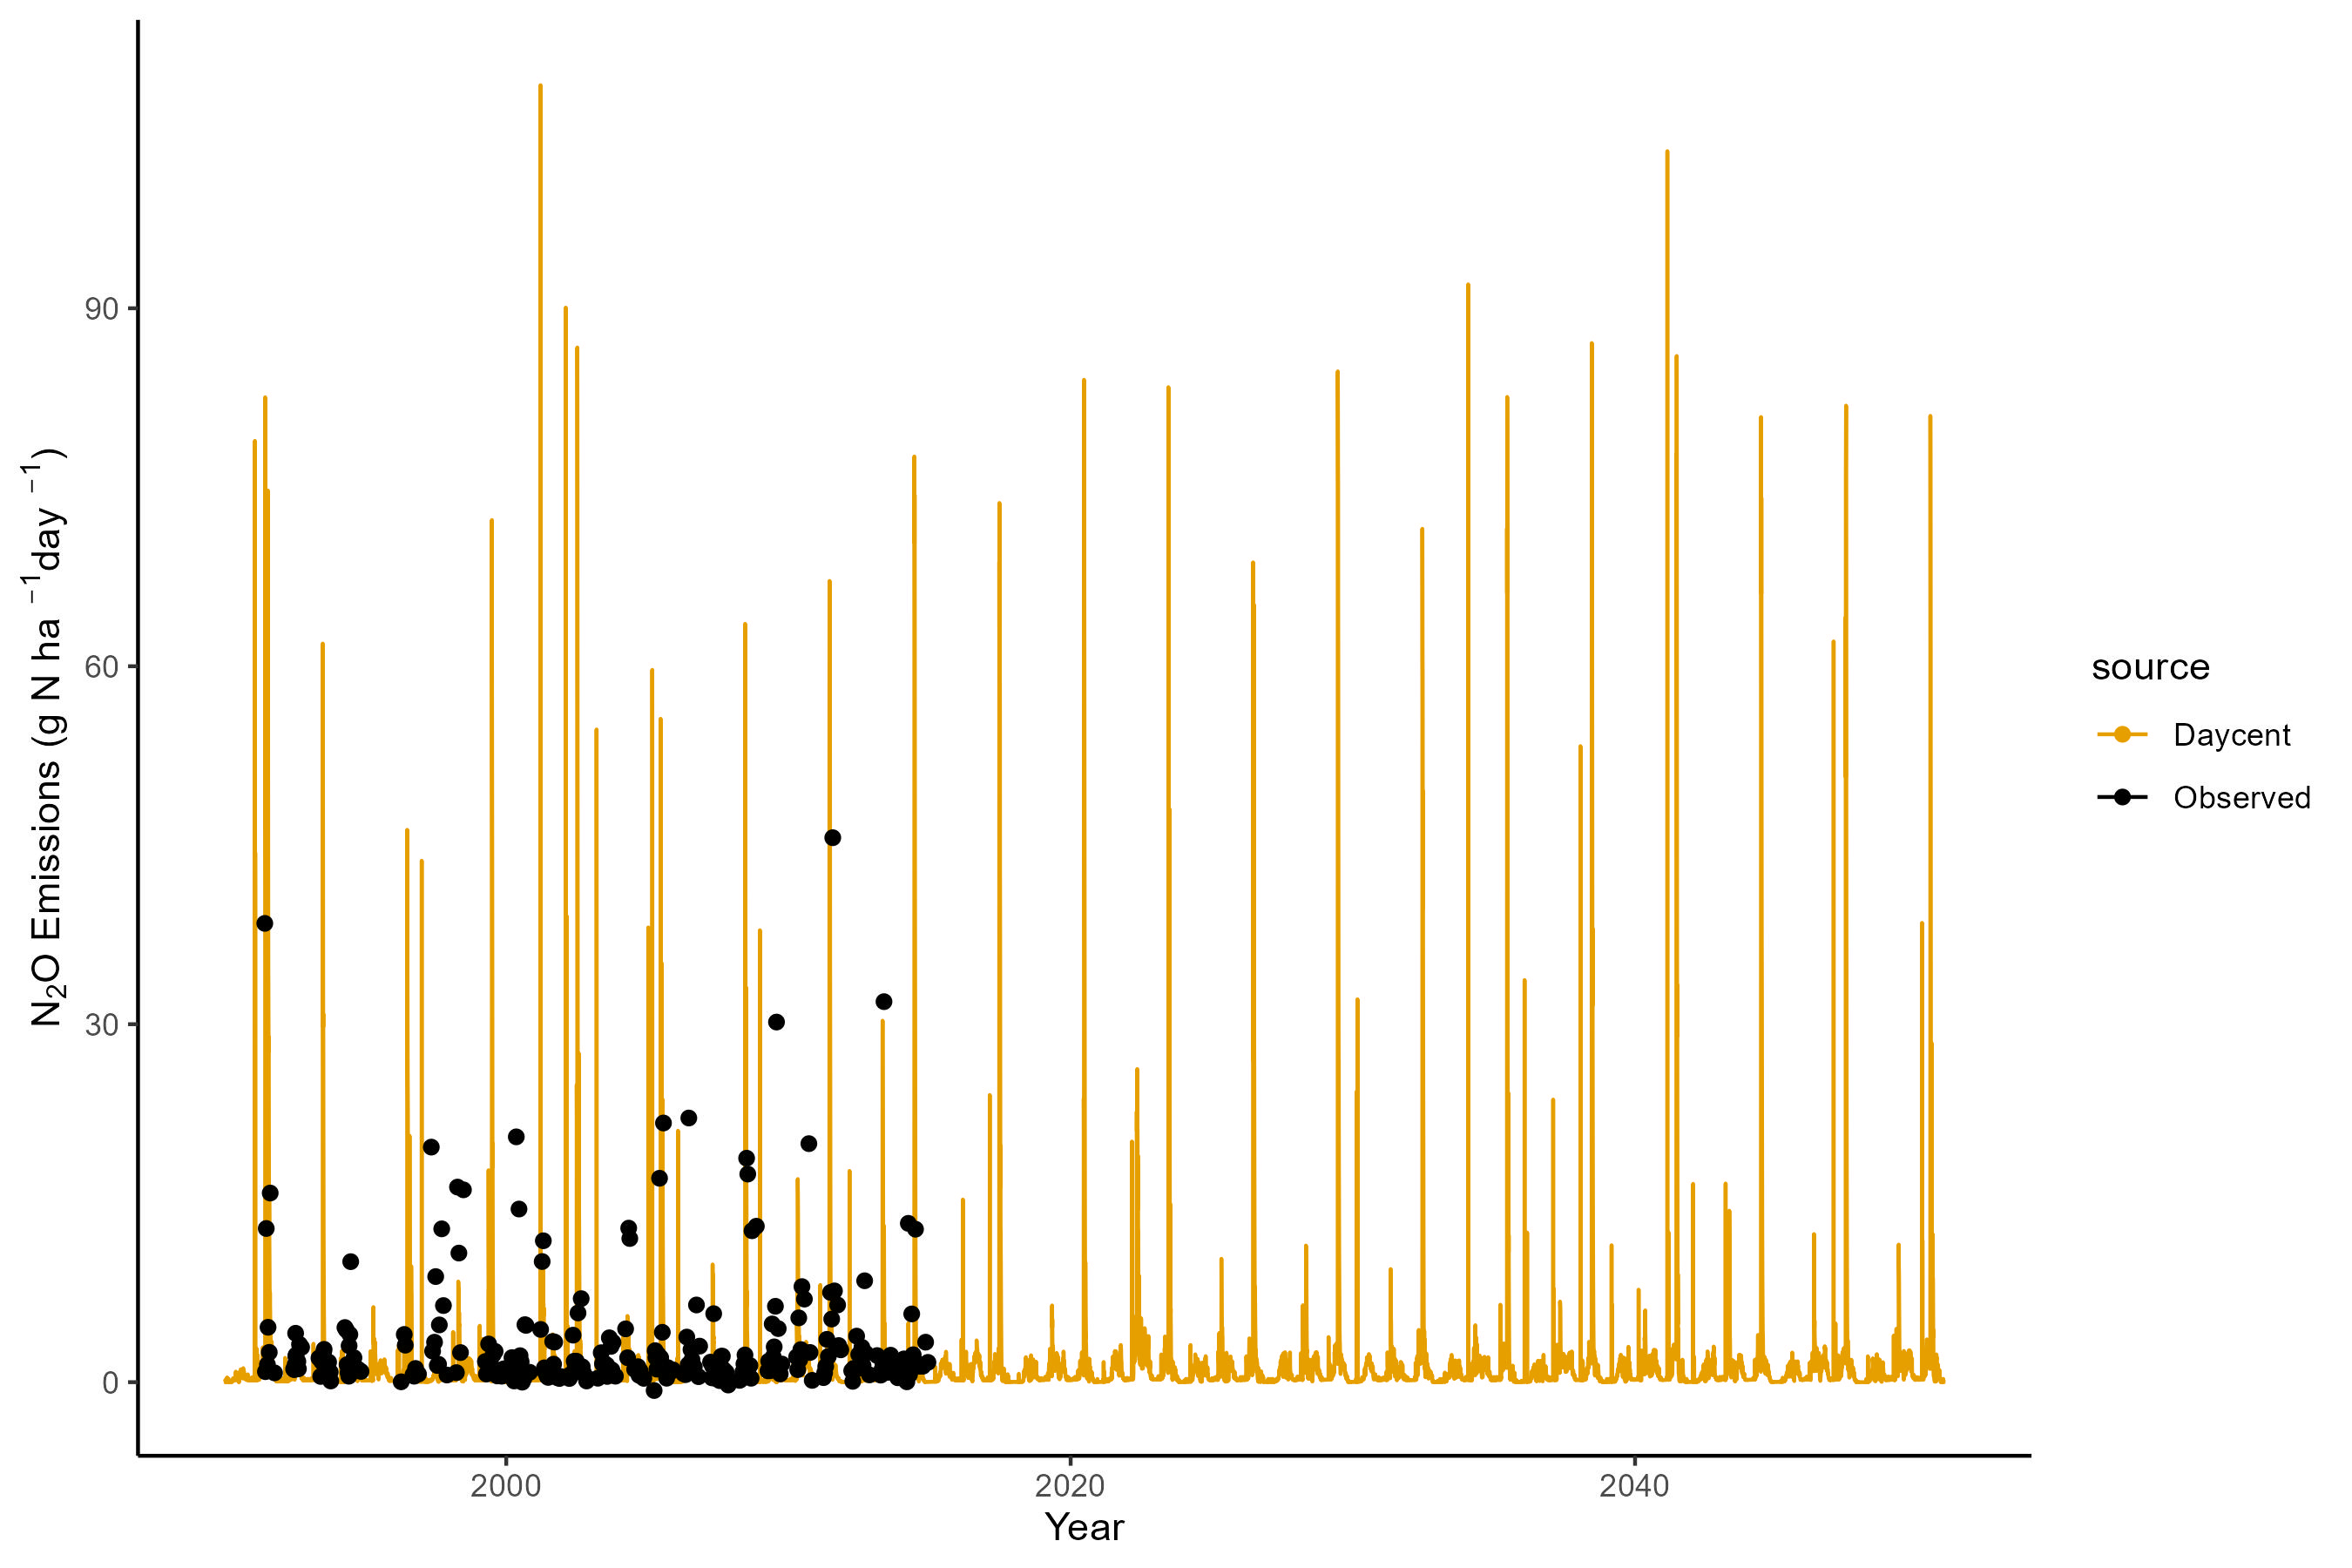 N₂O Emissions (g N ha ⁻¹day ⁻¹)
90
60
30
0
2000 2020 2040
Year
source
Daycent
Observed